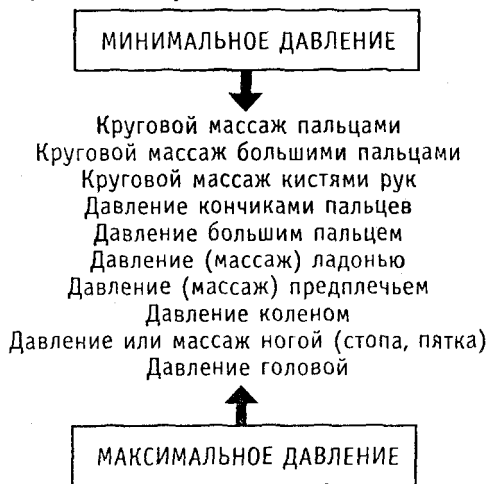 МИНИМАЛЬНОЕ ДАВЛЕНИЕ
Круговой массаж пальцами
Круговой массаж большими пальцами
Круговой массаж кистями рук
Давление кончиками пальцев
Давление большим пальцем
Давление (массаж) ладонью
Давление (массаж) предплечьем
Давление коленом
Давление или массаж ногой (стопа, пятка)
Давление головой
МАКСИМАЛЬНОЕ ДАВЛЕНИЕ